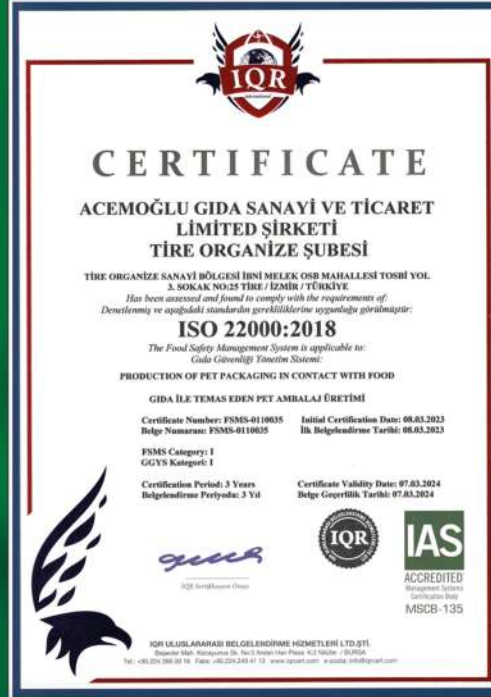 IQR
CERTIFICATE
ACEMOĞLU GIDA SANAYİ VE TİCARET
LİMİTED ŞİRKETİ
TİRE ORGANİZE ŞUBESİ
TİRE ORGANİZE SANAYİ BÖLGESİ İBNİ MELEK OSB MAHALLESİ TOSBİ YOL
3. SOKAK NO:25 TİRE / İZMİR / TÜRKİYE
Has been assessed and found to comply with the requirements of:
Denetlenmiş ve aşağıdaki standardın gerekliliklerine uygunluğu görülmüştür:
ISO 22000:2018
The Food Safety Management System is applicable to:
Gıda Güvenliği Yönetim Sistemi:
PRODUCTION OF PET PACKAGING IN CONTACT WITH FOOD
GIDA İLE TEMAS EDEN PET AMBALAJ ÜRETİMİ
Certificate Number: FSMS-0110035
Belge Numarası: FSMS-0110035
Initial Certification Date: 08.03.2023
İlk Belgelendirme Tarihi: 08.03.2023
FSMS Category: I
GGYS Kategori: I
Certification Period: 3 Years
Belgelendirme Periyodu: 3 Yıl
Certificate Validity Date: 07.03.2024
Belge Geçerlilik Tarihi: 07.03.2024
IQR Sertifikasyon Onayı
IQR
IAS
ACCREDITED
Management Systems
Certification Body
MSCB-135
IQR ULUSLARARASI BELGELENDİRME HİZMETLERİ LTD.ŞTİ.